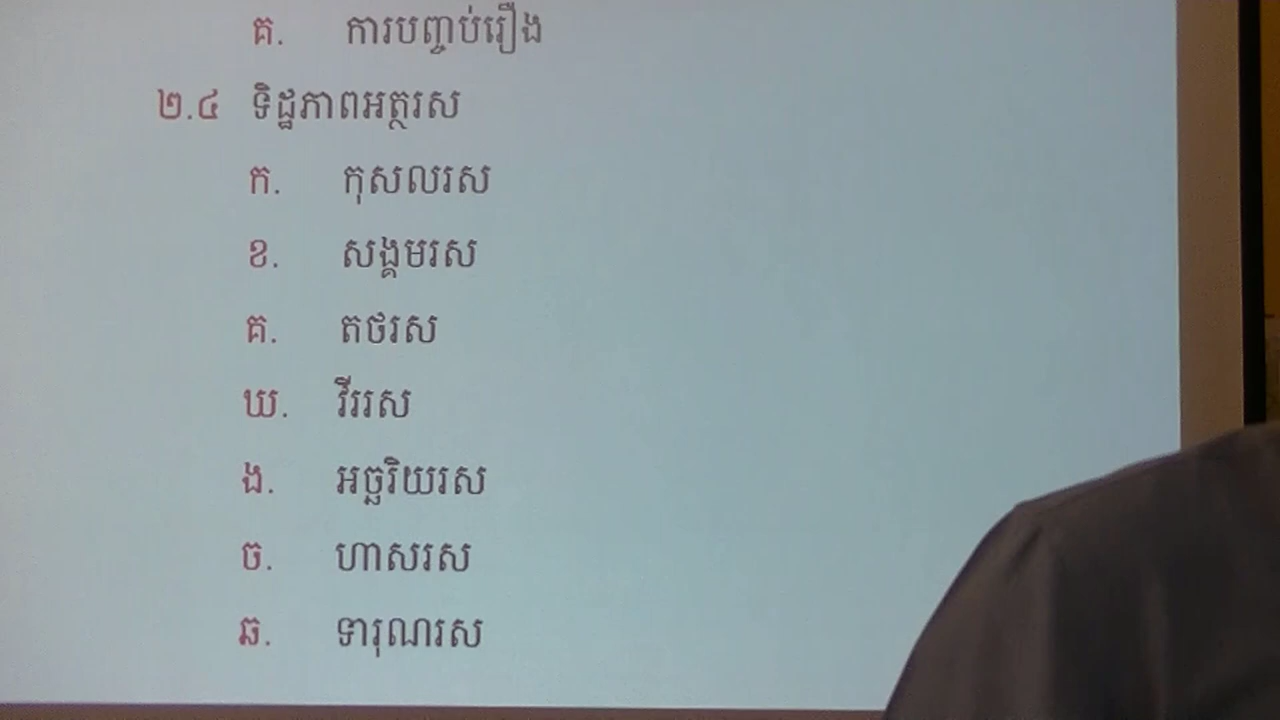 គ. ការបញ្ចប់រឿង
២.៤ ទិដ្ឋភាពអត្ថរស
ក. កុសលរស
ខ. សង្គមរស
គ. តថរស
ឃ. វីររស
ង. អច្ឆរិយរស
ច. ហាសរស
ឆ. ទារុណរស